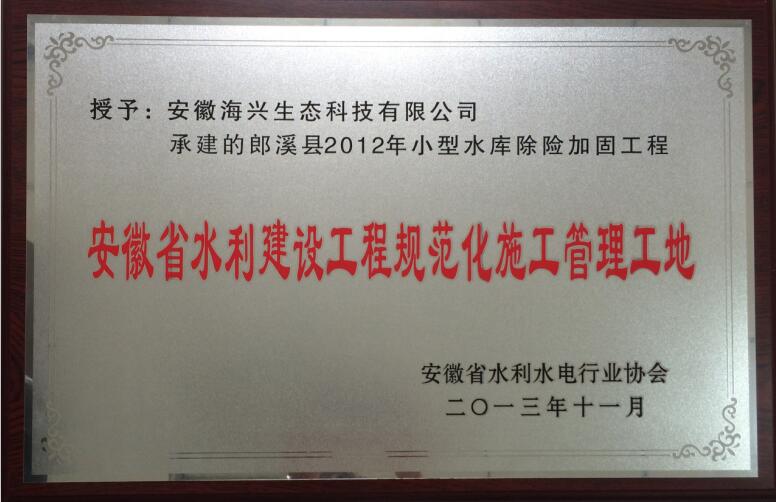 授予：安徽海兴生态科技有限公司
承建的郎溪县2012年小型水库除险加固工程
安徽省水利建设工程规范化施工管理工地
安徽省水利水电行业协会
二〇一三年十一月